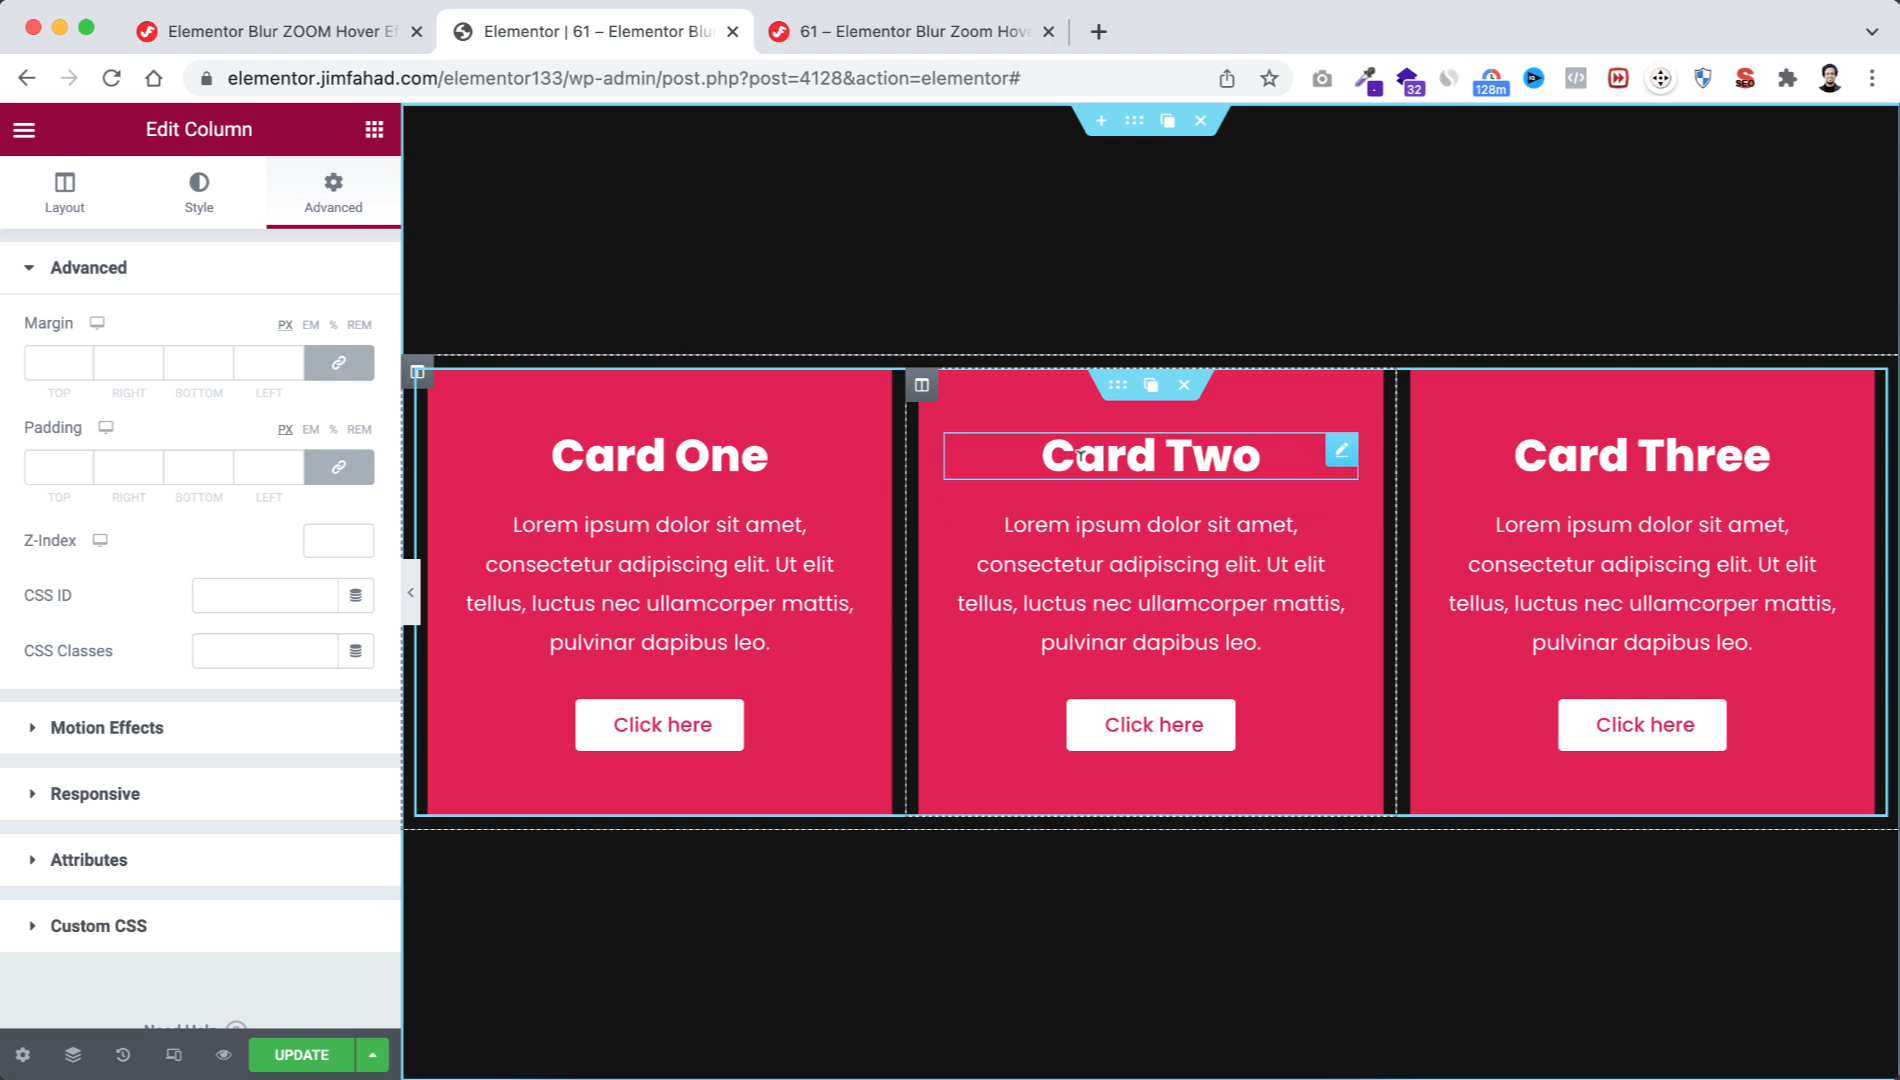 Elementor Blur ZOOM Hover Ef
Elementor | 61 – Elementor Blur
61 – Elementor Blur Zoom Hove
elementor.jimfahad.com/elementor133/wp-admin/post.php?post=4128&action=elementor#
32
128m
SEO
Edit Column
Layout
Style
Advanced
Advanced
Margin
PX EM % REM
TOP RIGHT BOTTOM LEFT
Padding
PX EM % REM
TOP RIGHT BOTTOM LEFT
Z-Index
CSS ID
CSS Classes
Motion Effects
Responsive
Attributes
Custom CSS
Need Help
UPDATE
Card One
Lorem ipsum dolor sit amet,
consectetur adipiscing elit. Ut elit
tellus, luctus nec ullamcorper mattis,
pulvinar dapibus leo.
Click here
Card Two
Lorem ipsum dolor sit amet,
consectetur adipiscing elit. Ut elit
tellus, luctus nec ullamcorper mattis,
pulvinar dapibus leo.
Click here
Card Three
Lorem ipsum dolor sit amet,
consectetur adipiscing elit. Ut elit
tellus, luctus nec ullamcorper mattis,
pulvinar dapibus leo.
Click here